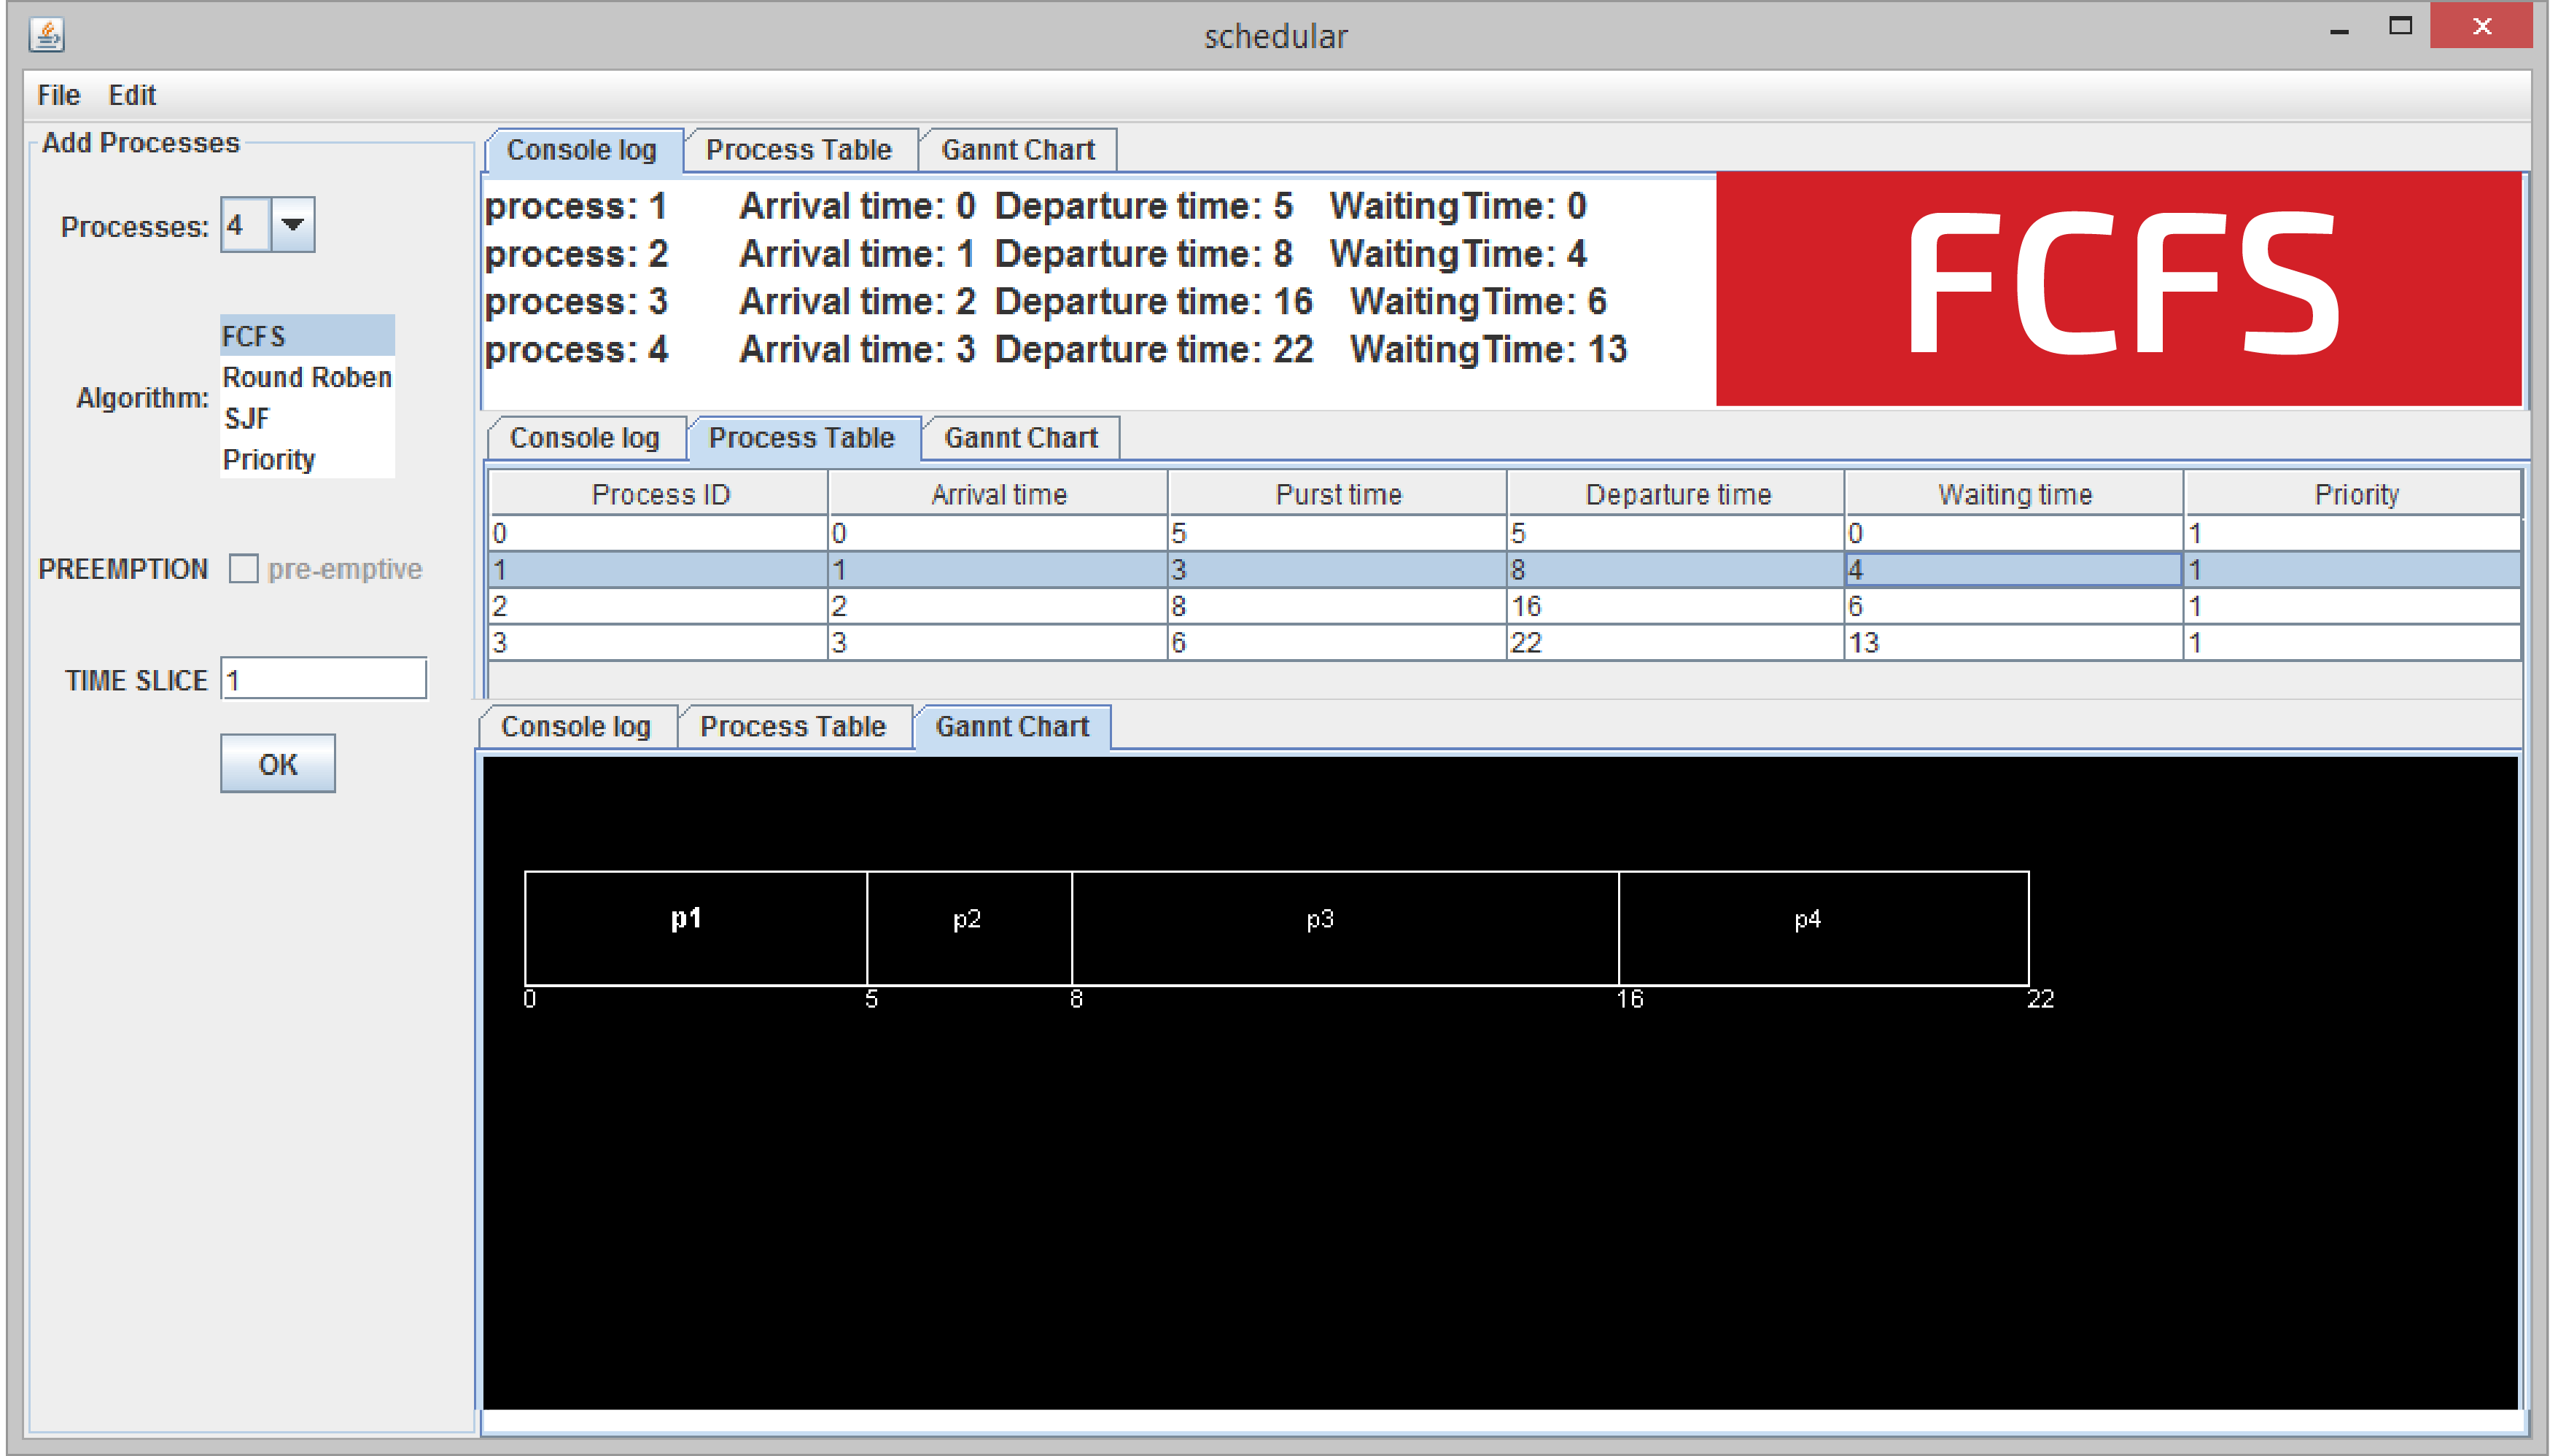 schedular
File Edit
Add Processes
Processes: 4
Algorithm:
FCFS
Round Roben
SJF
Priority
PREEMPTION pre-emptive
TIME SLICE 1
OK
Console log Process Table Gannt Chart
process: 1 Arrival time: 0 Departure time: 5 WaitingTime: 0
process: 2 Arrival time: 1 Departure time: 8 WaitingTime: 4
process: 3 Arrival time: 2 Departure time: 16 WaitingTime: 6
process: 4 Arrival time: 3 Departure time: 22 WaitingTime: 13
FCFS
Console log Process Table Gannt Chart
Process ID Arrival time Purst time Departure time Waiting time Priority
0 0 5 5 0 1
1 1 3 8 4 1
2 2 8 16 6 1
3 3 6 22 13 1
Console log Process Table Gannt Chart
p1 p2 p3 p4
0 5 8 16 22